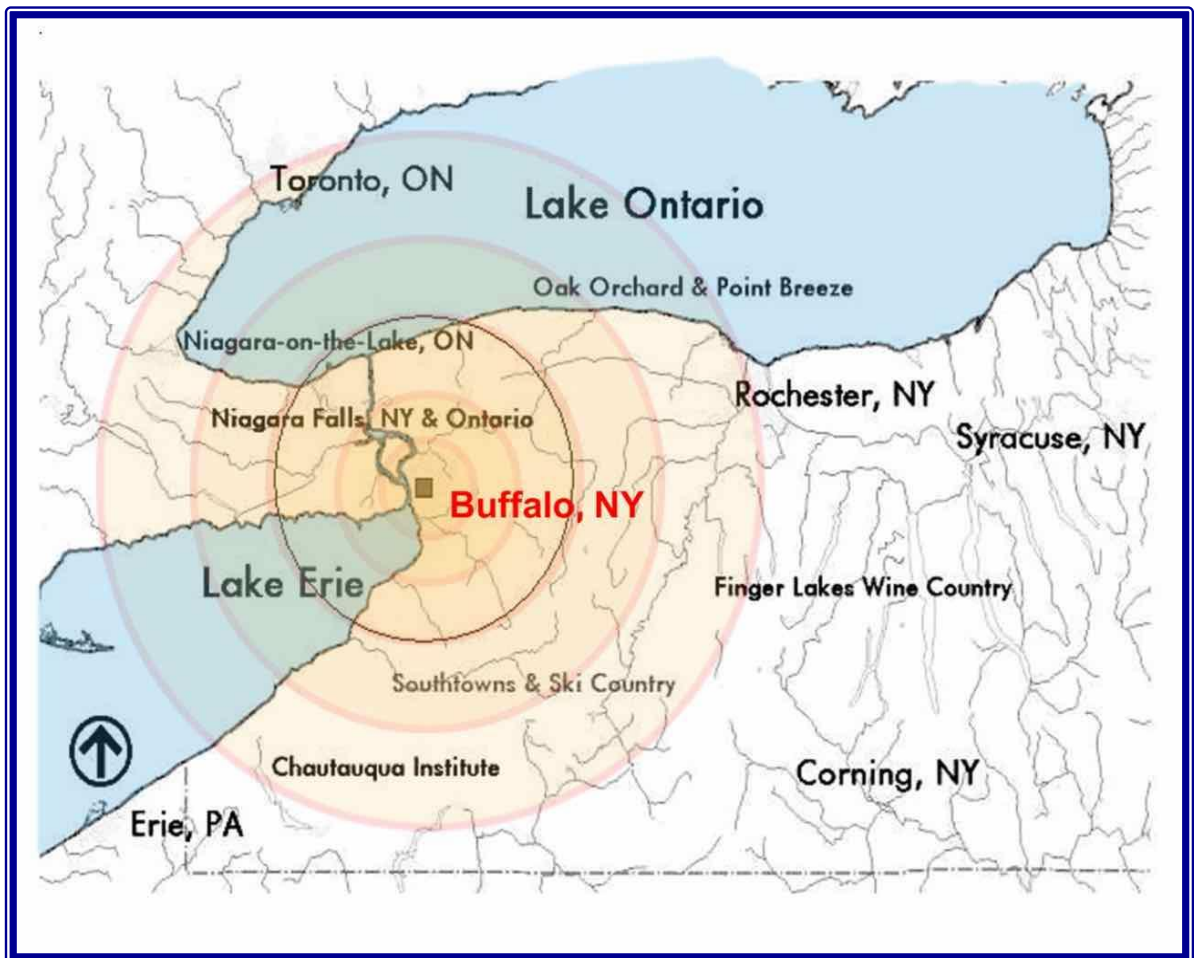 Toronto, ON
Lake Ontario
Oak Orchard & Point Breeze
Niagara-on-the-Lake, ON
Rochester, NY
Niagara Falls, NY & Ontario
Syracuse, NY
Buffalo, NY
Lake Erie
Finger Lakes Wine Country
Southtowns & Ski Country
Chautauqua Institute
Corning, NY
Erie, PA